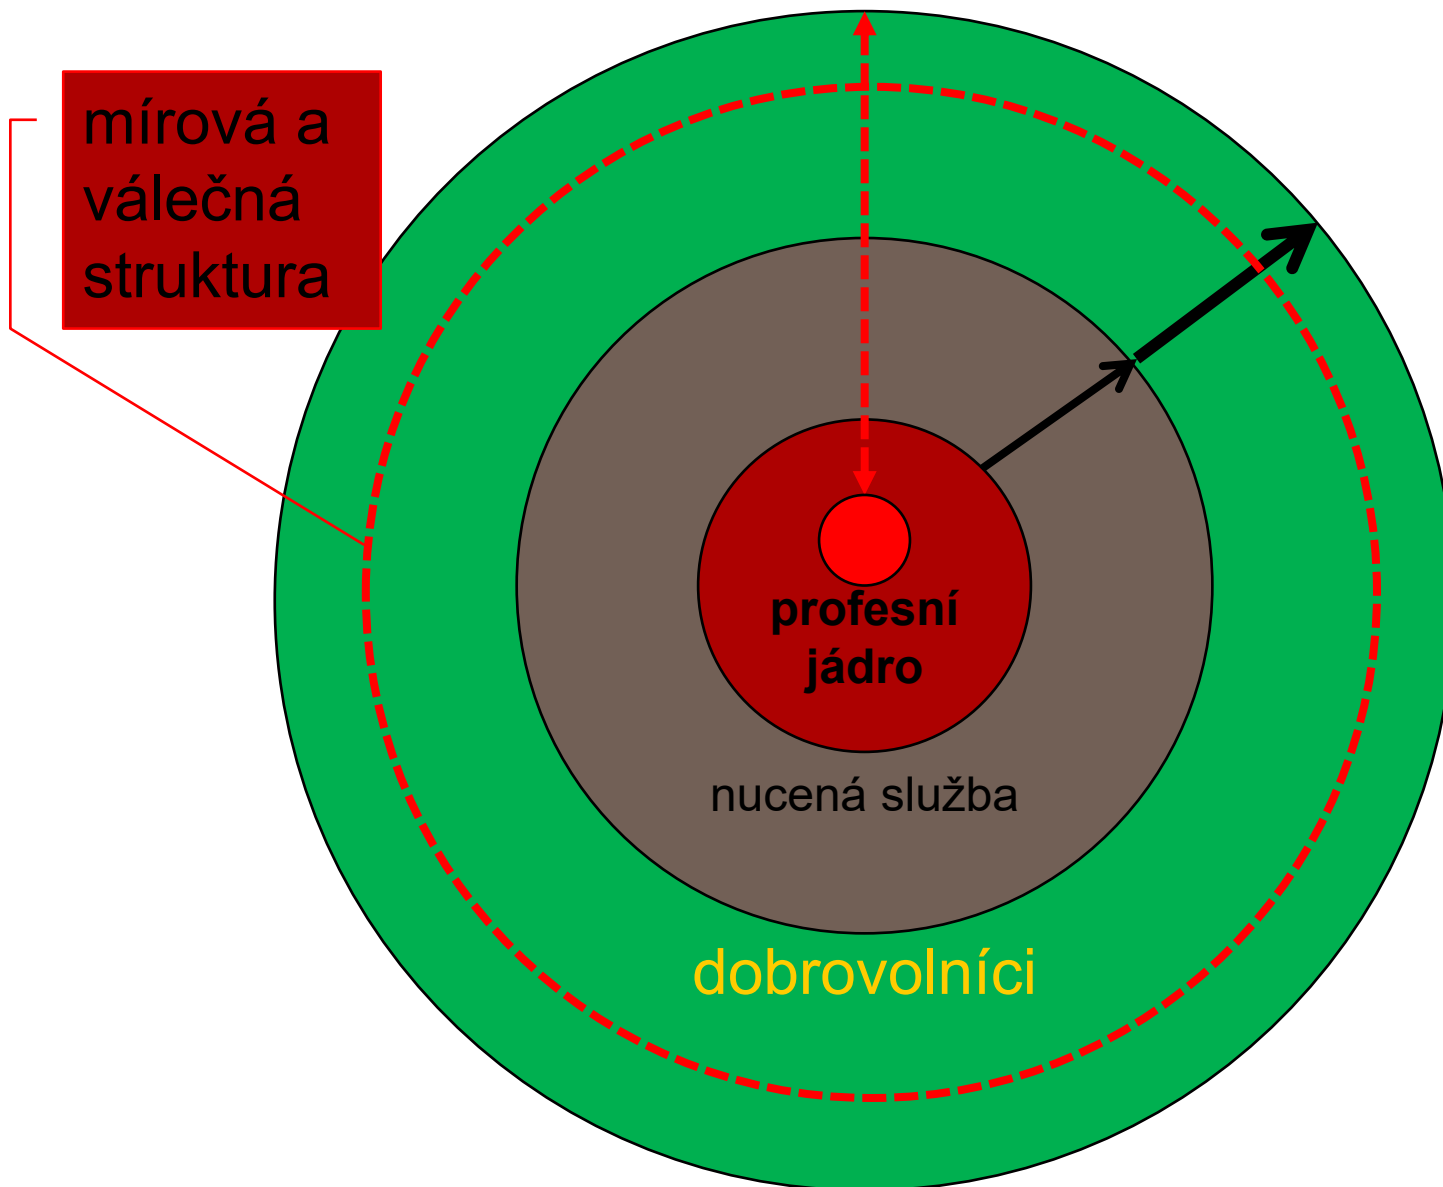 mírová a
válečná
struktura
profesní
jádro
nucená služba
dobrovolníci